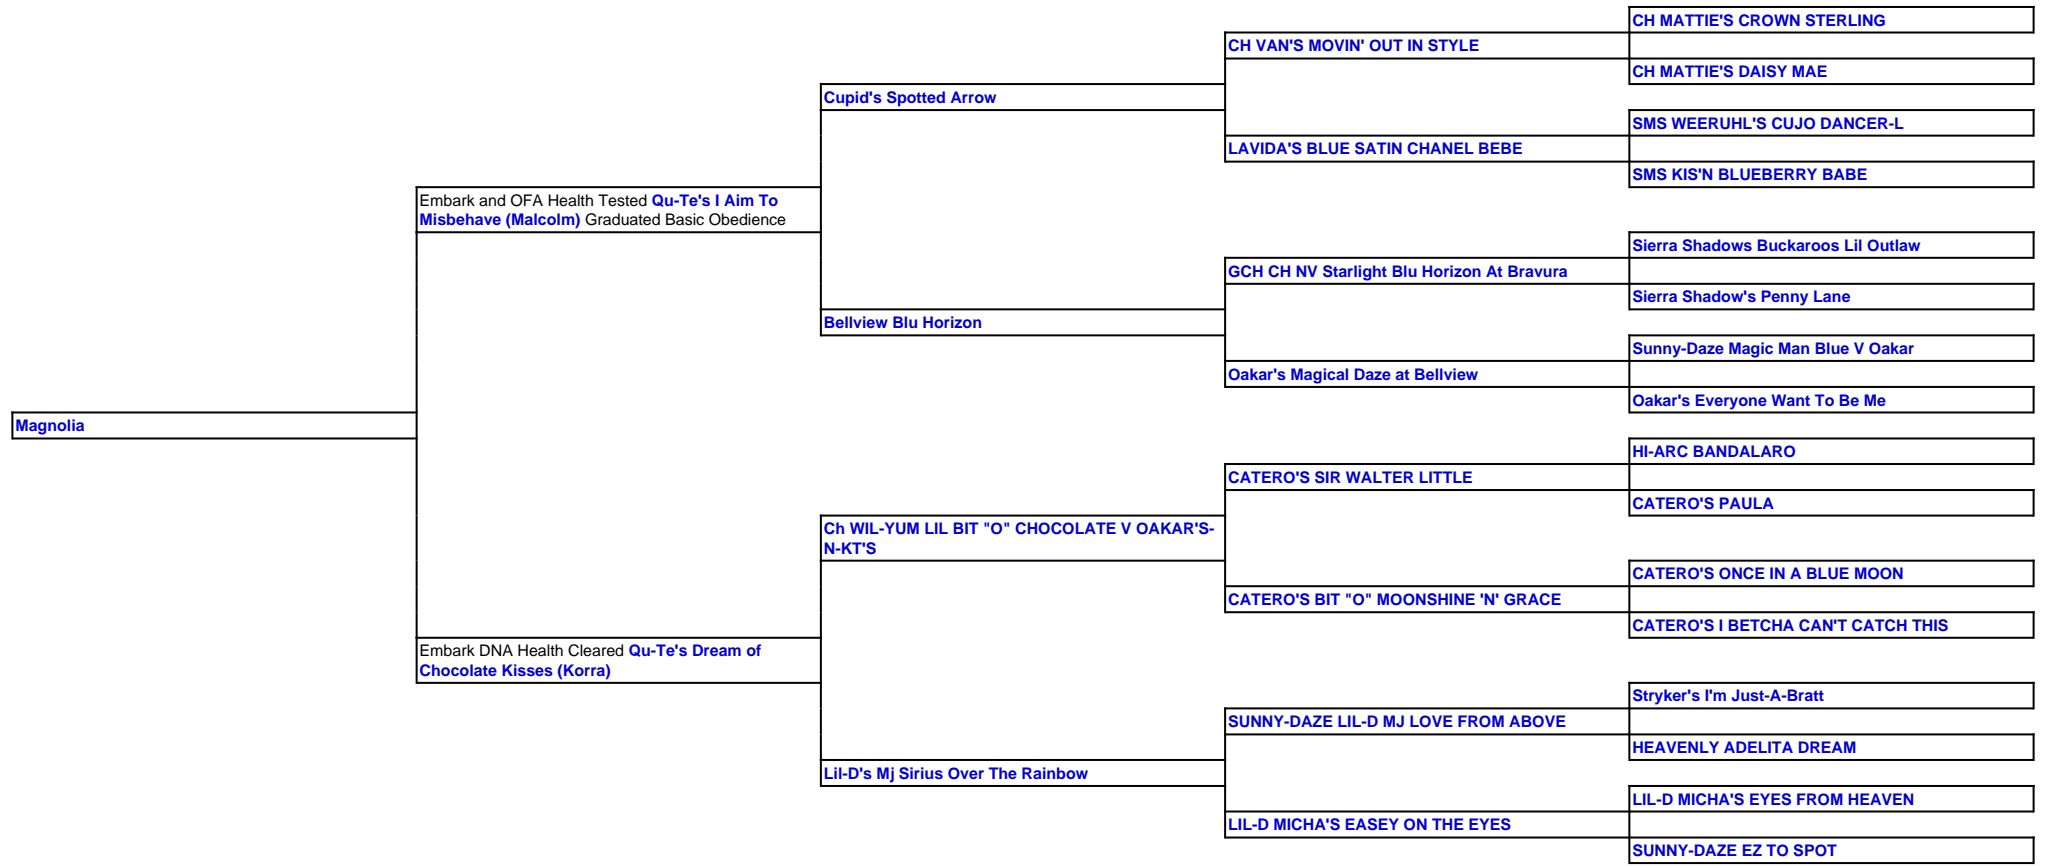 CH MATTIE'S CROWN STERLING
CH VAN'S MOVIN' OUT IN STYLE
CH MATTIE'S DAISY MAE
Cupid's Spotted Arrow
SMS WEERUHL'S CUJO DANCER-L
LAVIDA'S BLUE SATIN CHANEL BEBE
SMS KIS'N BLUEBERRY BABE
Embark and OFA Health Tested Qu-Te's I Aim To
Misbehave (Malcolm) Graduated Basic Obedience
Sierra Shadows Buckaroos Lil Outlaw
GCH CH NV Starlight Blu Horizon At Bravura
Sierra Shadow's Penny Lane
Bellview Blu Horizon
Sunny-Daze Magic Man Blue V Oakar
Oakar's Magical Daze at Bellview
Oakar's Everyone Want To Be Me
Magnolia
HI-ARC BANDALARO
CATERO'S SIR WALTER LITTLE
CATERO'S PAULA
Ch WIL-YUM LIL BIT "O" CHOCOLATE V OAKAR'S-
N-KT'S
CATERO'S ONCE IN A BLUE MOON
CATERO'S BIT "O" MOONSHINE 'N' GRACE
CATERO'S I BETCHA CAN'T CATCH THIS
Embark DNA Health Cleared Qu-Te's Dream of
Chocolate Kisses (Korra)
Stryker's I'm Just-A-Bratt
SUNNY-DAZE LIL-D MJ LOVE FROM ABOVE
HEAVENLY ADELITA DREAM
Lil-D's Mj Sirius Over The Rainbow
LIL-D MICHA'S EYES FROM HEAVEN
LIL-D MICHA'S EASEY ON THE EYES
SUNNY-DAZE EZ TO SPOT